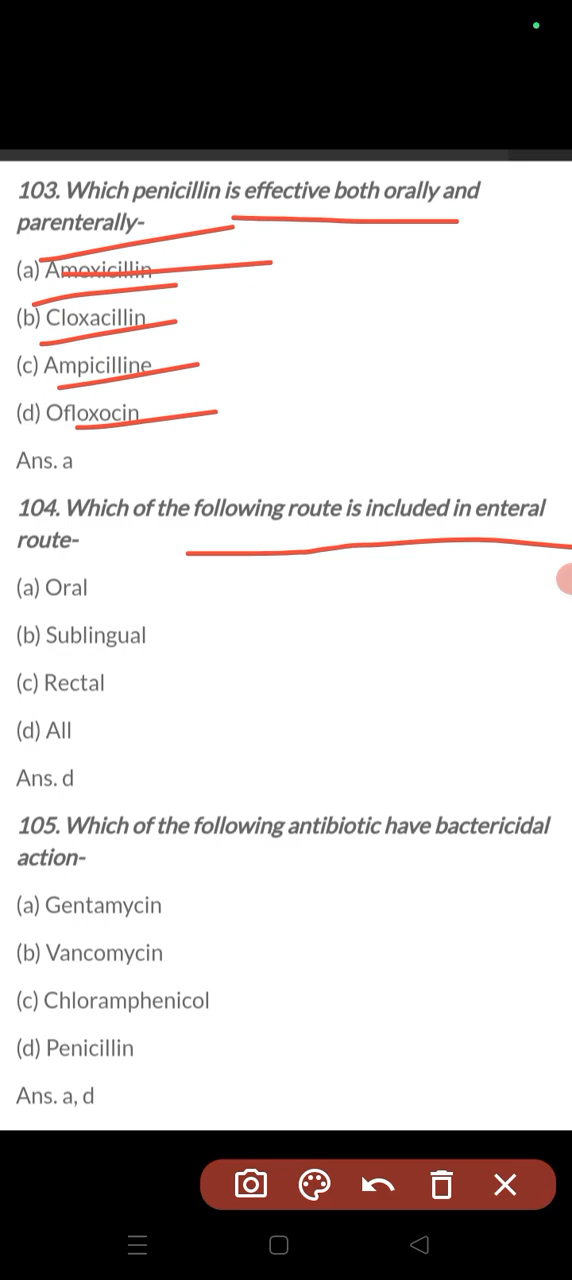 103. Which penicillin is effective both orally and
parenterally-
(a) Amoxicillin
(b) Cloxacillin
(c) Ampicilline
(d) Ofloxocin
Ans. a
104. Which of the following route is included in enteral
route-
(a) Oral
(b) Sublingual
(c) Rectal
(d) All
Ans. d
105. Which of the following antibiotic have bactericidal
action-
(a) Gentamycin
(b) Vancomycin
(c) Chloramphenicol
(d) Penicillin
Ans. a, d